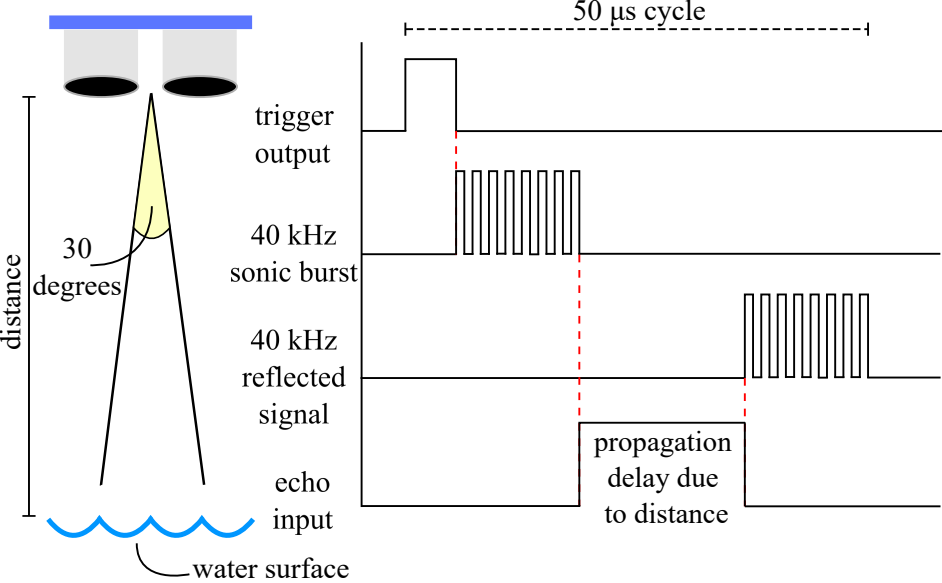 50 μs cycle
trigger
output
40 kHz
sonic burst
30
degrees
distance
40 kHz
reflected
signal
propagation
delay due
to distance
echo
input
water surface